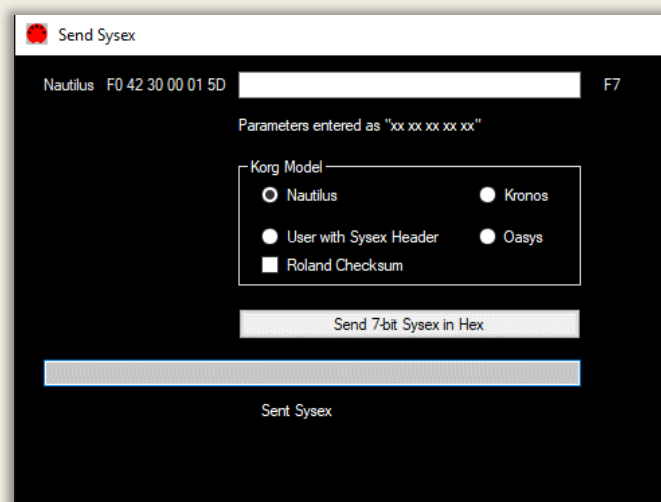 Send Sysex
Nautilus F0 42 30 00 01 5D F7
Parameters entered as "xx xx xx xx xx"
Korg Model
Nautilus Kronos
User with Sysex Header Oasys
Roland Checksum
Send 7-bit Sysex in Hex
Sent Sysex